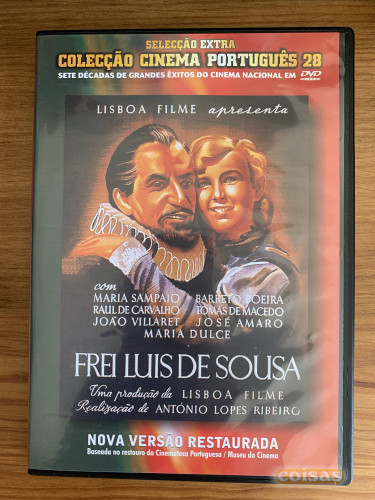 SELECÇÃO EXTRA
COLECÇÃO CINEMA PORTUGUÊS 28
SETE DÉCADAS DE GRANDES ÊXITOS DO CINEMA NACIONAL EM DVD
LISBOA FILME apresenta
com
MARIA SAMPAIO BARRETO POEIRA
RAUL DE CARVALHO TOMÁS DE MACEDO
JOÃO VILLARET, JOSÉ AMARO
MARIA DULCE
FREI LUIS DE SOUSA
Uma produção da LISBOA FILME
Realização de ANTÓNIO LOPES RIBEIRO
NOVA VERSÃO RESTAURADA
Baseada no restauro da Cinemateca Portuguesa / Museu do Cinema
coisas